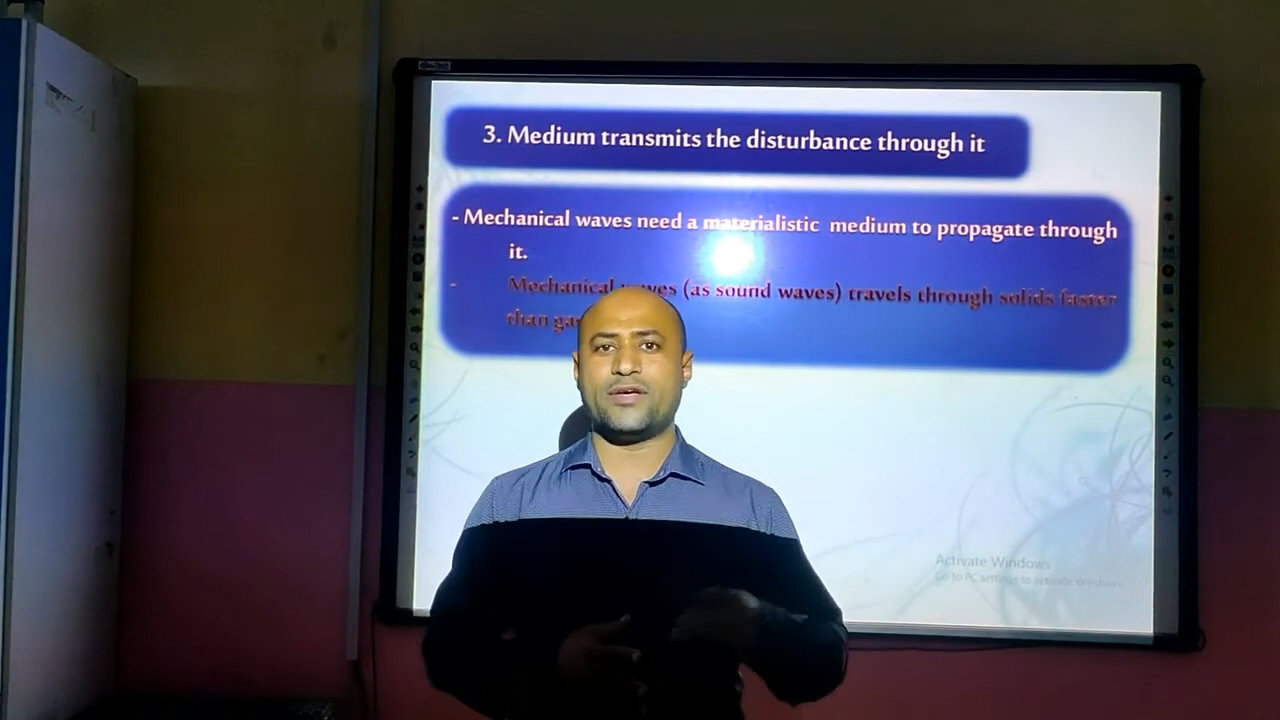 3. Medium transmits the disturbance through it
- Mechanical waves need a materialistic medium to propagate through
it.
- Mechanical waves (as sound waves) travels through solids faster
than
Activate Windows
Go to PC settings to activate Windows.